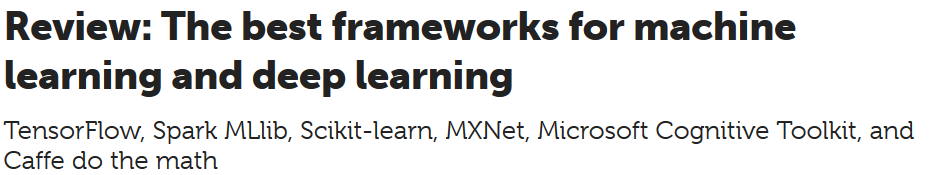 Review: The best frameworks for machine
learning and deep learning
TensorFlow, Spark MLlib, Scikit-learn, MXNet, Microsoft Cognitive Toolkit, and
Caffe do the math